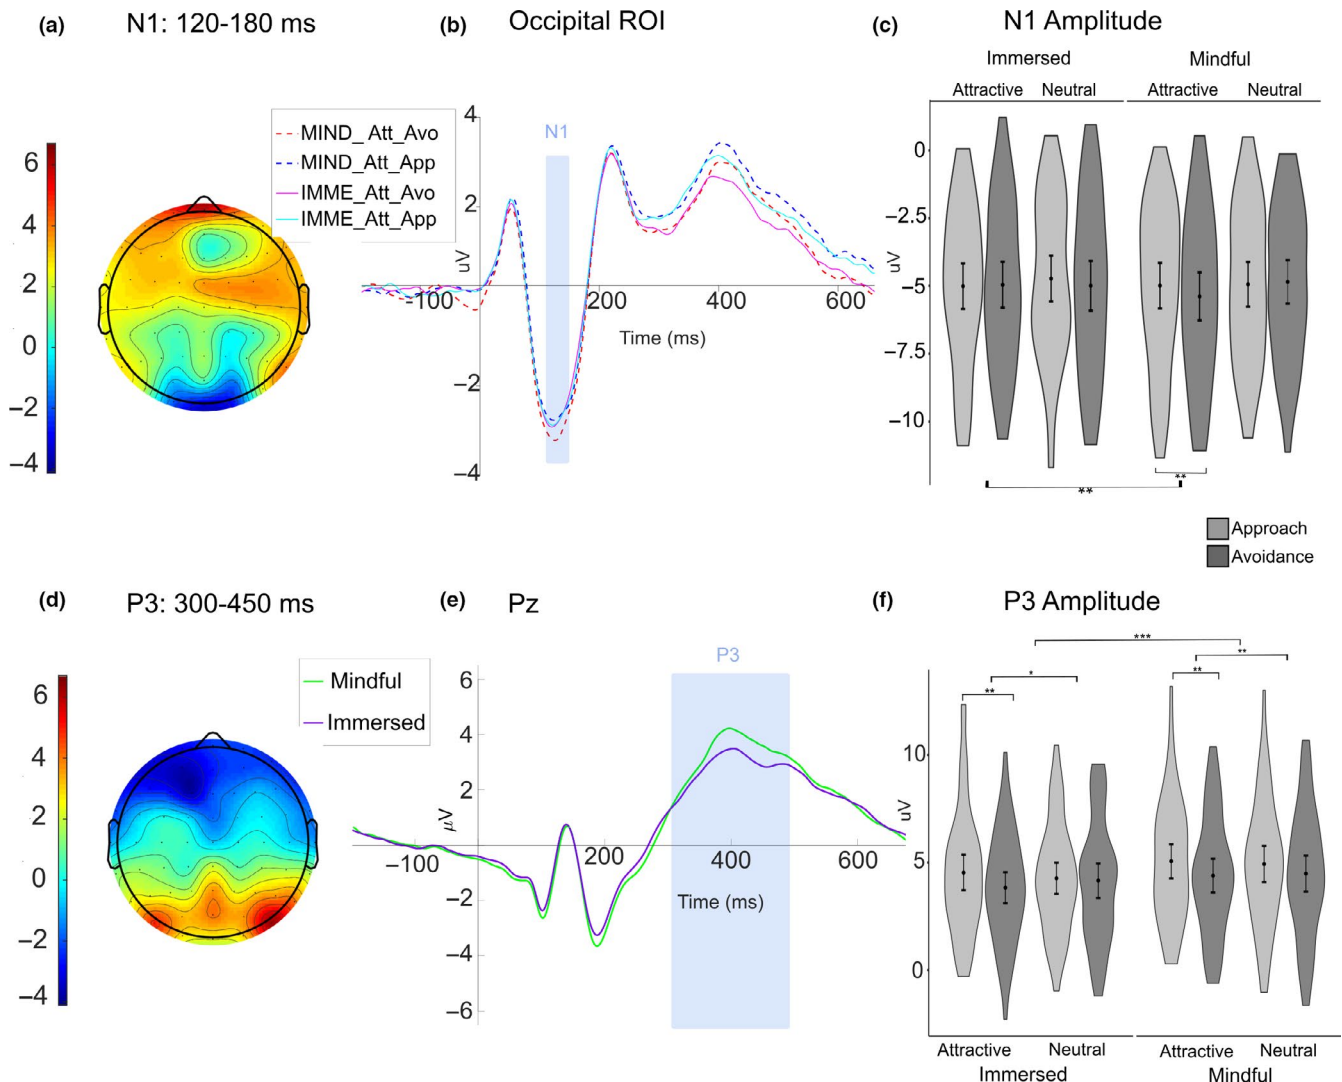 (a) N1: 120-180 ms
6
4
2
0
−2
−4
(b) Occipital ROI
MIND_ Att_Avo
MIND_ Att_App
IMME_Att_Avo
IMME_Att_App
N1
4
2
uV
−2
−4
-100 200 400 600
Time (ms)
(c) N1 Amplitude
Immersed Mindful
Attractive Neutral Attractive Neutral
0
−2.5
uV
−5
−7.5
−10
**
**
Approach
Avoidance
(d) P3: 300-450 ms
6
4
2
0
−2
−4
(e) Pz
Mindful
Immersed
P3
6
4
2
µV
-2
-4
-6
-100 200 400 600
Time (ms)
(f) P3 Amplitude
***
** * ** **
10
uV
5
0
Attractive Neutral Attractive Neutral
Immersed Mindful